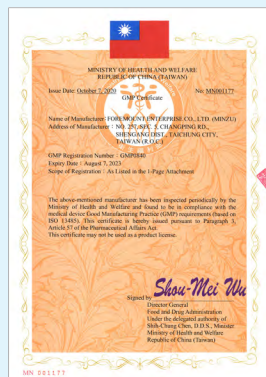 MINISTRY OF HEALTH AND WELFARE
REPUBLIC OF CHINA (TAIWAN)
Issue Date: October 7, 2020 No: MN001177
GMP Certificate
Name of Manufacturer: FOREMOUNT ENTERPRISE CO., LTD. (MINZU)
Address of Manufacturer : NO. 257, SEC. 5, CHANGPING RD.,
SHENGANG DIST., TAICHUNG CITY,
TAIWAN (R.O.C.)
GMP Registration Number :
Expiry Date : August 7, 2023
Scope of Registration : As Listed in the 1-Page Attachment
The above-mentioned manufacturer has been inspected periodically by the
Ministry of Health and Welfare and found to be in compliance with the
medical device Good Manufacturing Practice (GMP) requirements (based on
ISO 13485). This certificate is hereby issued pursuant to Paragraph 3,
Article 57 of the Pharmaceutical Affairs Act.
This certificate may not be used as a product license.
Shou-Mei Wu
Signed by
Director General
Food and Drug Administration
Under the delegated authority of
Shih-Chung Chen, D.D.S., Minister
Ministry of Health and Welfare
Republic of China (Taiwan)
MN 001177